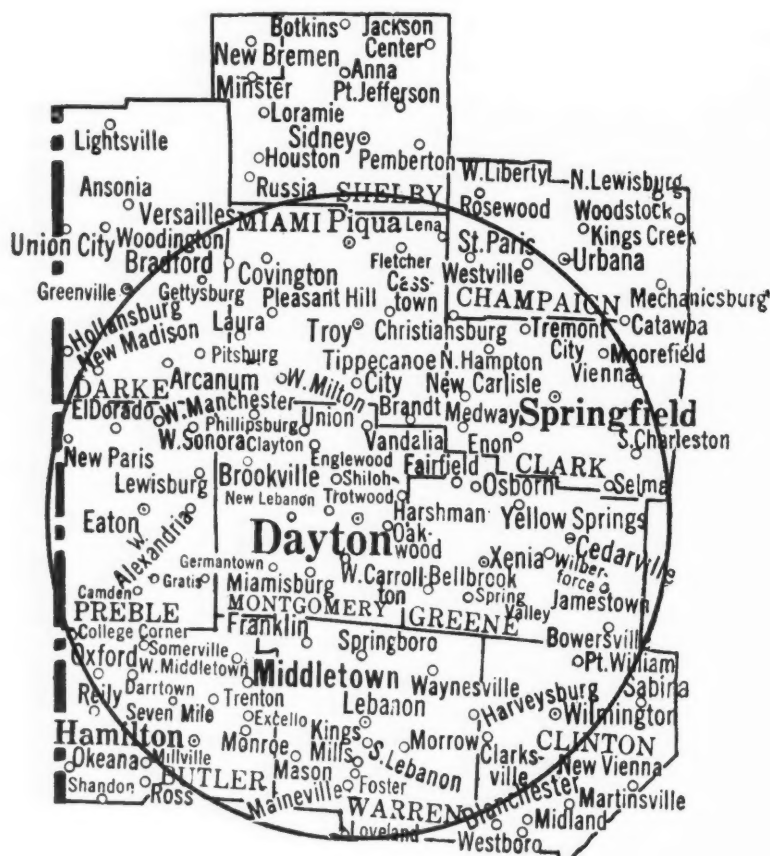 Botkins Jackson
New Bremen Center
Minster Anna
Pt. Jefferson
Loramie
Lightsville Sidney
Houston Pemberton W. Liberty N. Lewisburg
Ansonia Russia SHELBY Rosewood Woodstock
Versailles MIAMI Piqua Lena Kings Creek
Union City Woodington St. Paris Urbana
Bradford Covington Fletcher Westville
Greenville Gettysburg Pleasant Hill Cass-
town CHAMPAIGN Mechanicsburg
Hollansburg Laura Troy Christiansburg Tremont Catawba
New Madison Pitsburg Tippecanoe N. Hampton City Moorefield
DARKE Arcanum W. Milton City New Carlisle Vienna
ElDorado W. Manchester Brandt Medway Springfield
Phillipsburg Union
W. Sonora Clayton Vandalia Enon S. Charleston
New Paris Englewood Fairfield CLARK
Lewisburg Brookville Shiloh Osborn Selma
New Lebanon Trotwood
Eaton Harshman Yellow Springs
W. Alexandria Dayton Oak-
wood Xenia Cedarville
Germantown W. Carroll-
ton Bellbrook Wilber-
force
Camden Gratis Miamisburg Spring
Valley Jamestown
PREBLE MONTGOMERY GREENE
College Corner Franklin Bowersville
Oxford Somerville Springboro Pt. William
W. Middletown Middletown Waynesville Sabina
Reily Darrtown Trenton Lebanon Harveysburg
Seven Mile Excello Kings
Mills Wilmington
Hamilton Monroe S. Lebanon Morrow Clarks-
ville CLINTON
Okeana Millville Mason New Vienna
Shandon BUTLER Foster Blanchester Martinsville
Ross Maineville WARREN Midland
Loveland Westboro